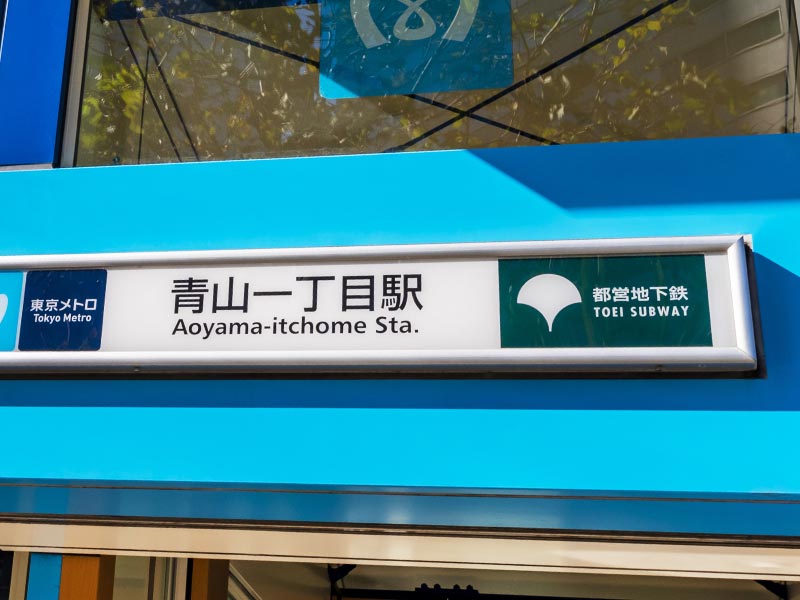 東京メトロ
Tokyo Metro
青山一丁目駅
Aoyama-itchome Sta.
都営地下鉄
TOEI SUBWAY